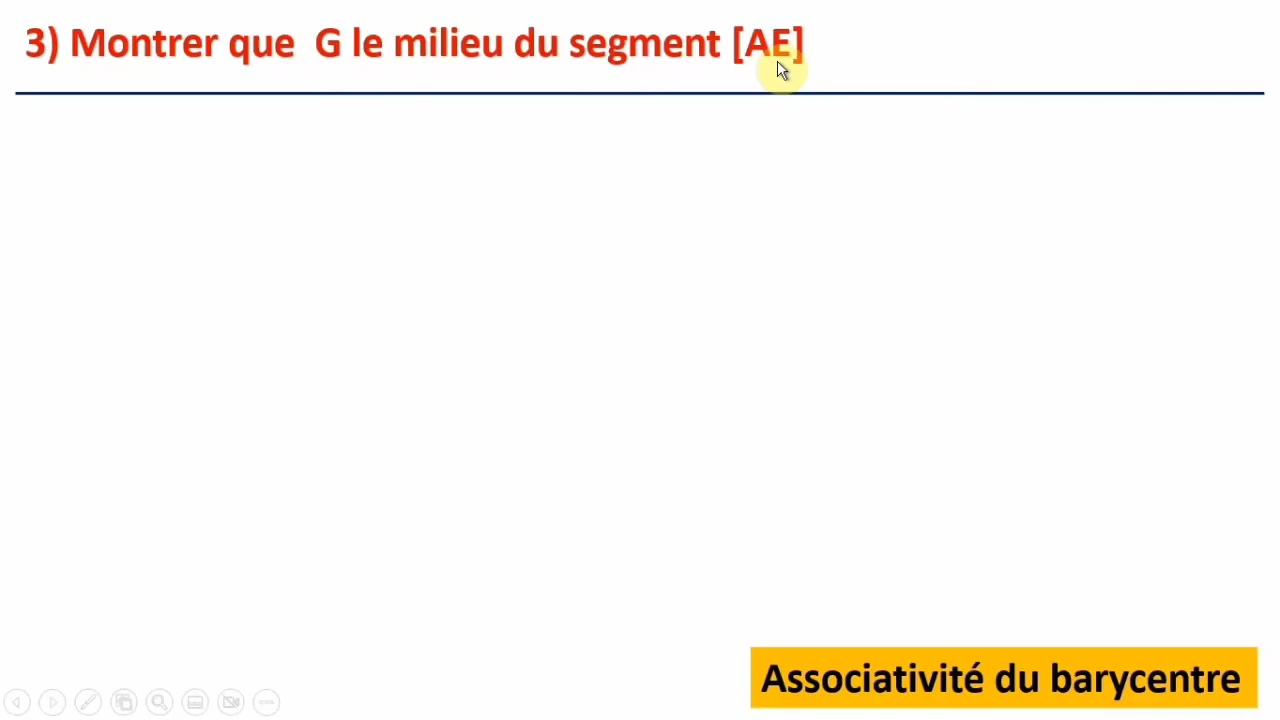 3) Montrer que G le milieu du segment [AE]
Associativité du barycentre